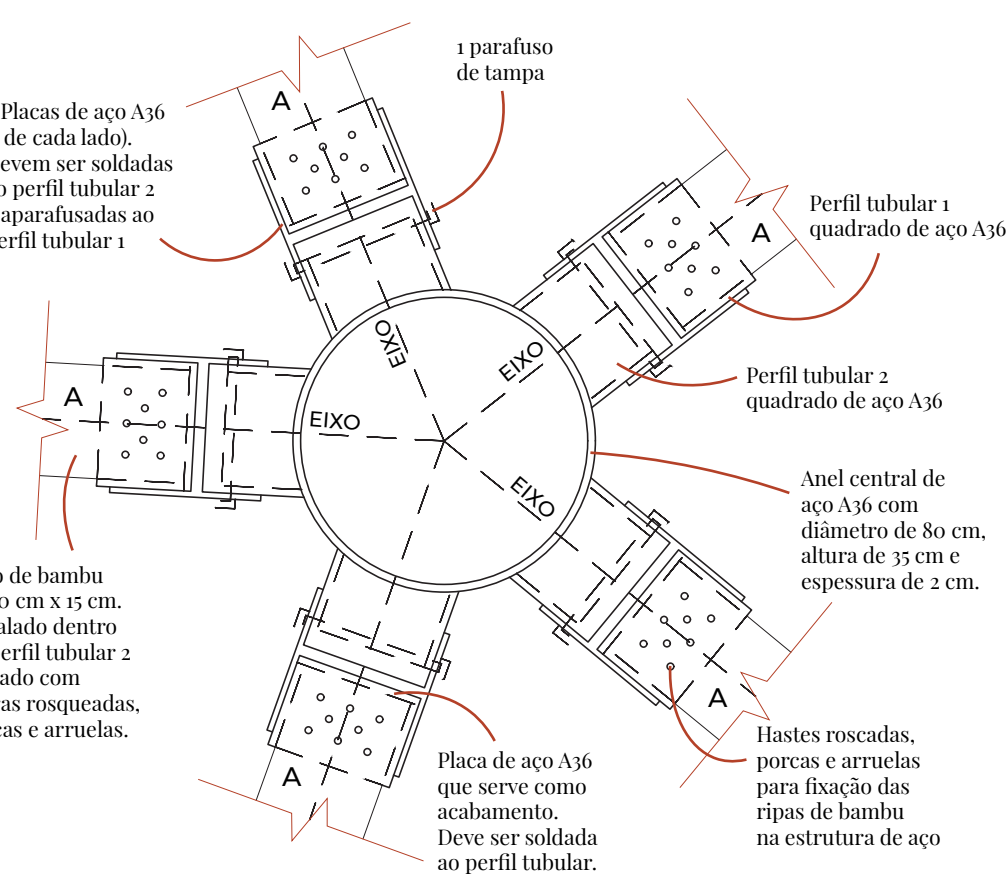 1 parafuso
de tampa
Placas de aço A36
de cada lado).
evem ser soldadas
o perfil tubular 2
aparafusadas ao
erfil tubular 1
A
A
Perfil tubular 1
quadrado de aço A36
EIXO
EIXO
Perfil tubular 2
quadrado de aço A36
A
EIXO
EIXO
Anel central de
aço A36 com
diâmetro de 80 cm,
altura de 35 cm e
espessura de 2 cm.
o de bambu
0 cm x 15 cm.
alado dentro
erfil tubular 2
ado com
as rosqueadas,
cas e arruelas.
A
A
Placa de aço A36
que serve como
acabamento.
Deve ser soldada
ao perfil tubular.
Hastes roscadas,
porcas e arruelas
para fixação das
ripas de bambu
na estrutura de aço